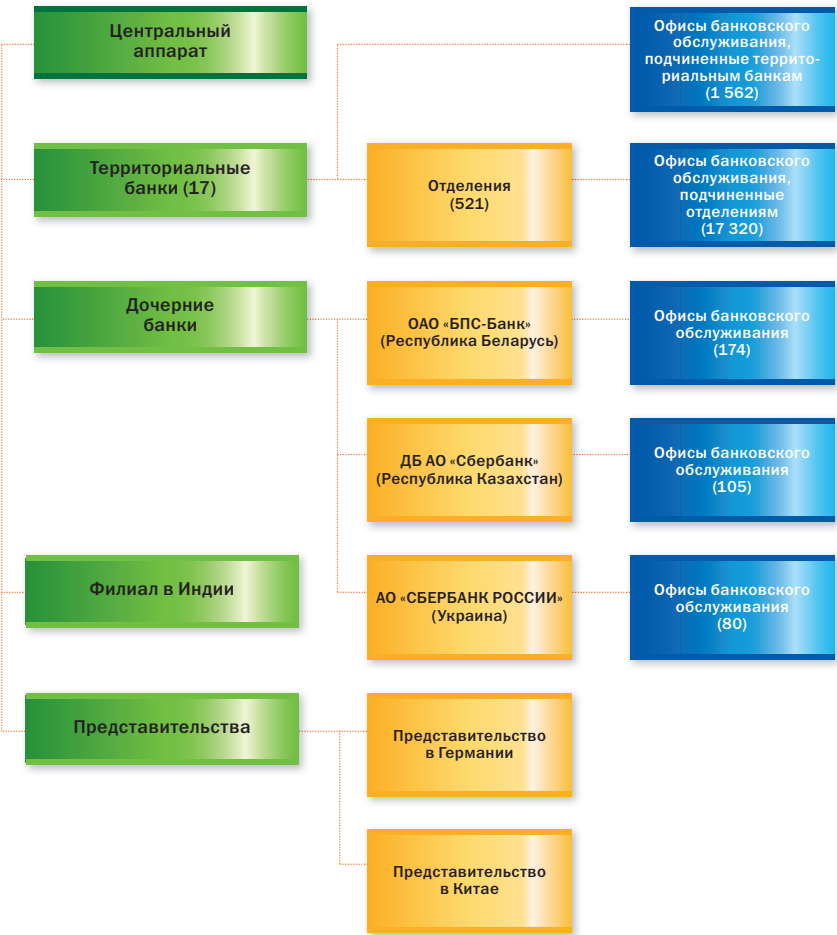 Центральный
аппарат
Офисы банковского
обслуживания,
подчиненные террито-
риальным банкам
(1 562)
Территориальные
банки (17)
Отделения
(521)
Офисы банковского
обслуживания,
подчиненные
отделениям
(17 320)
Дочерние
банки
ОАО «БПС-Банк»
(Республика Беларусь)
Офисы банковского
обслуживания
(174)
ДБ АО «Сбербанк»
(Республика Казахстан)
Офисы банковского
обслуживания
(105)
Филиал в Индии
АО «СБЕРБАНК РОССИИ»
(Украина)
Офисы банковского
обслуживания
(80)
Представительства
Представительство
в Германии
Представительство
в Китае